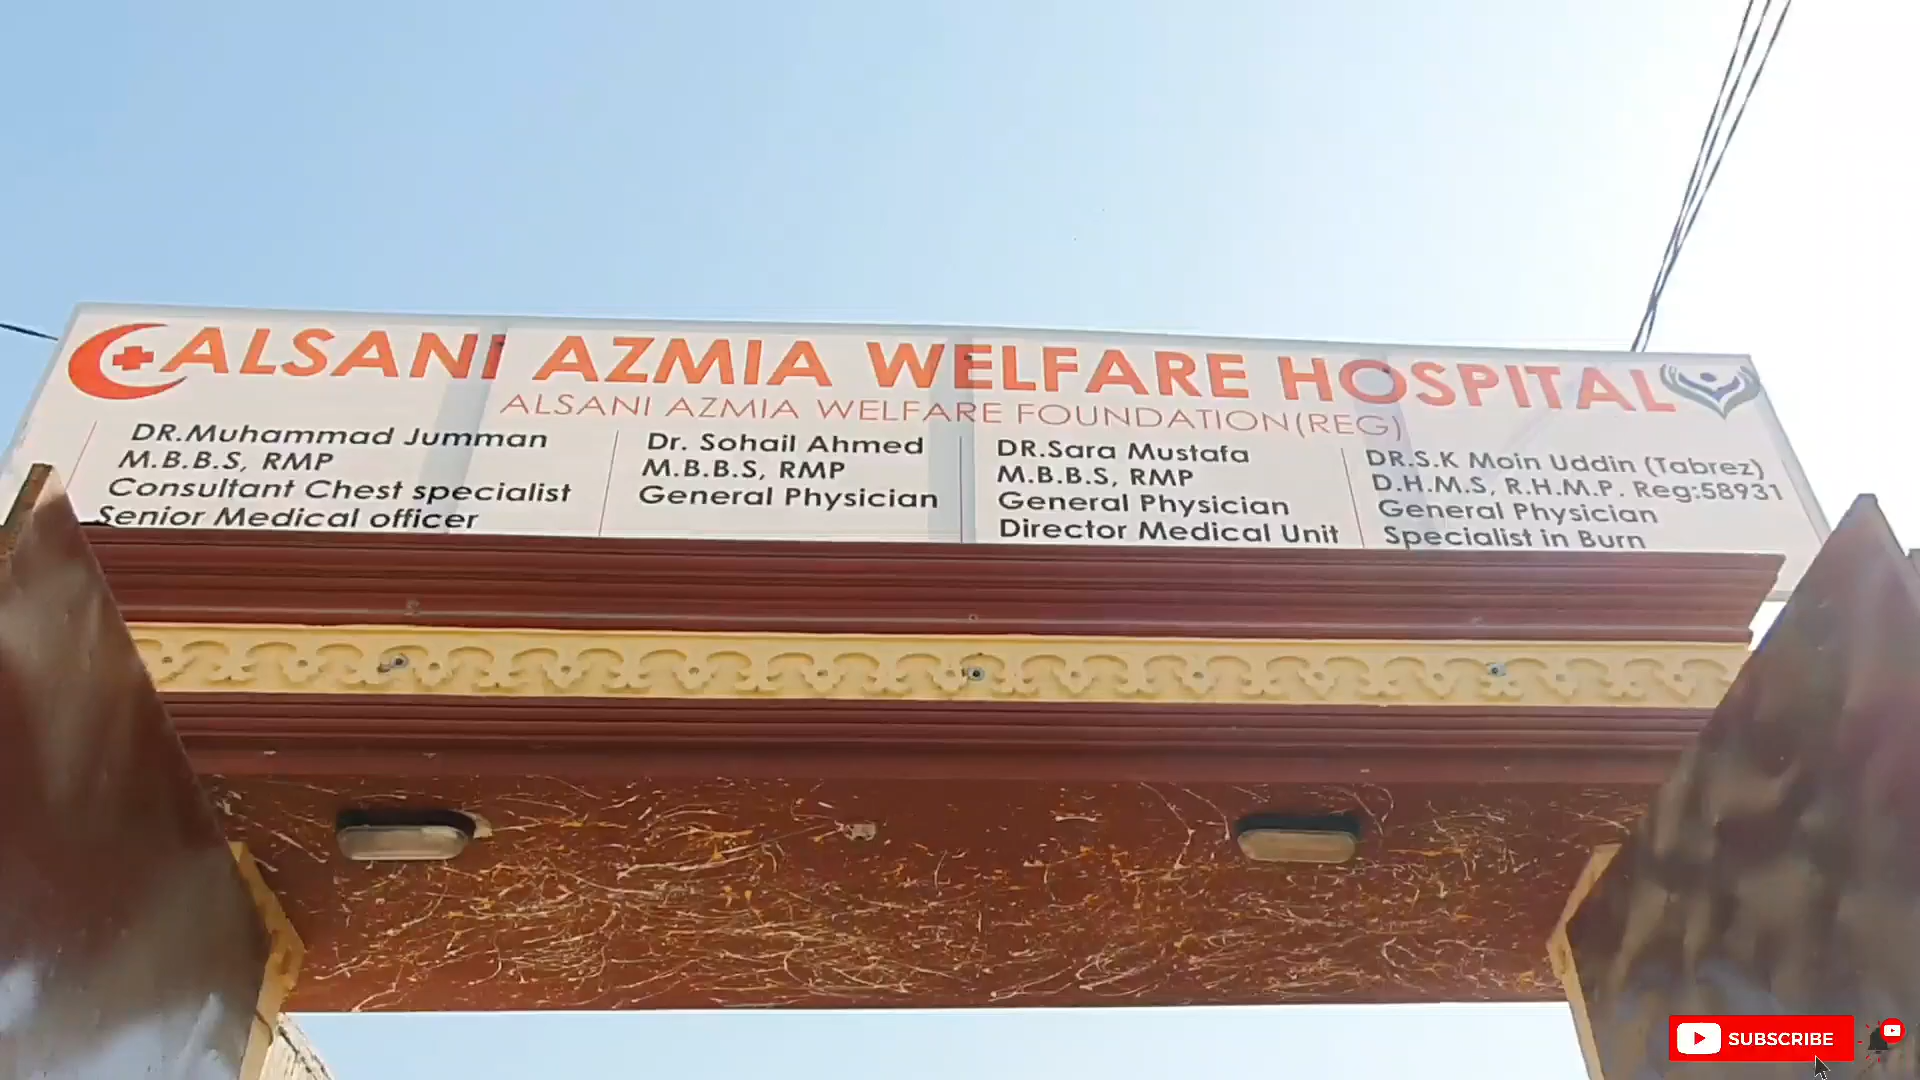 ALSANI AZMIA WELFARE HOSPITAL
ALSANI AZMIA WELFARE FOUNDATION(REG)
DR.Muhammad Jumman
M.B.B.S, RMP
Consultant Chest specialist
Senior Medical officer
Dr. Sohail Ahmed
M.B.B.S, RMP
General Physician
DR.Sara Mustafa
M.B.B.S, RMP
General Physician
Director Medical Unit
DR.S.K Moin Uddin (Tabrez)
D.H.M.S, R.H.M.P. Reg:58931
General Physician
Specialist in Burn
SUBSCRIBE